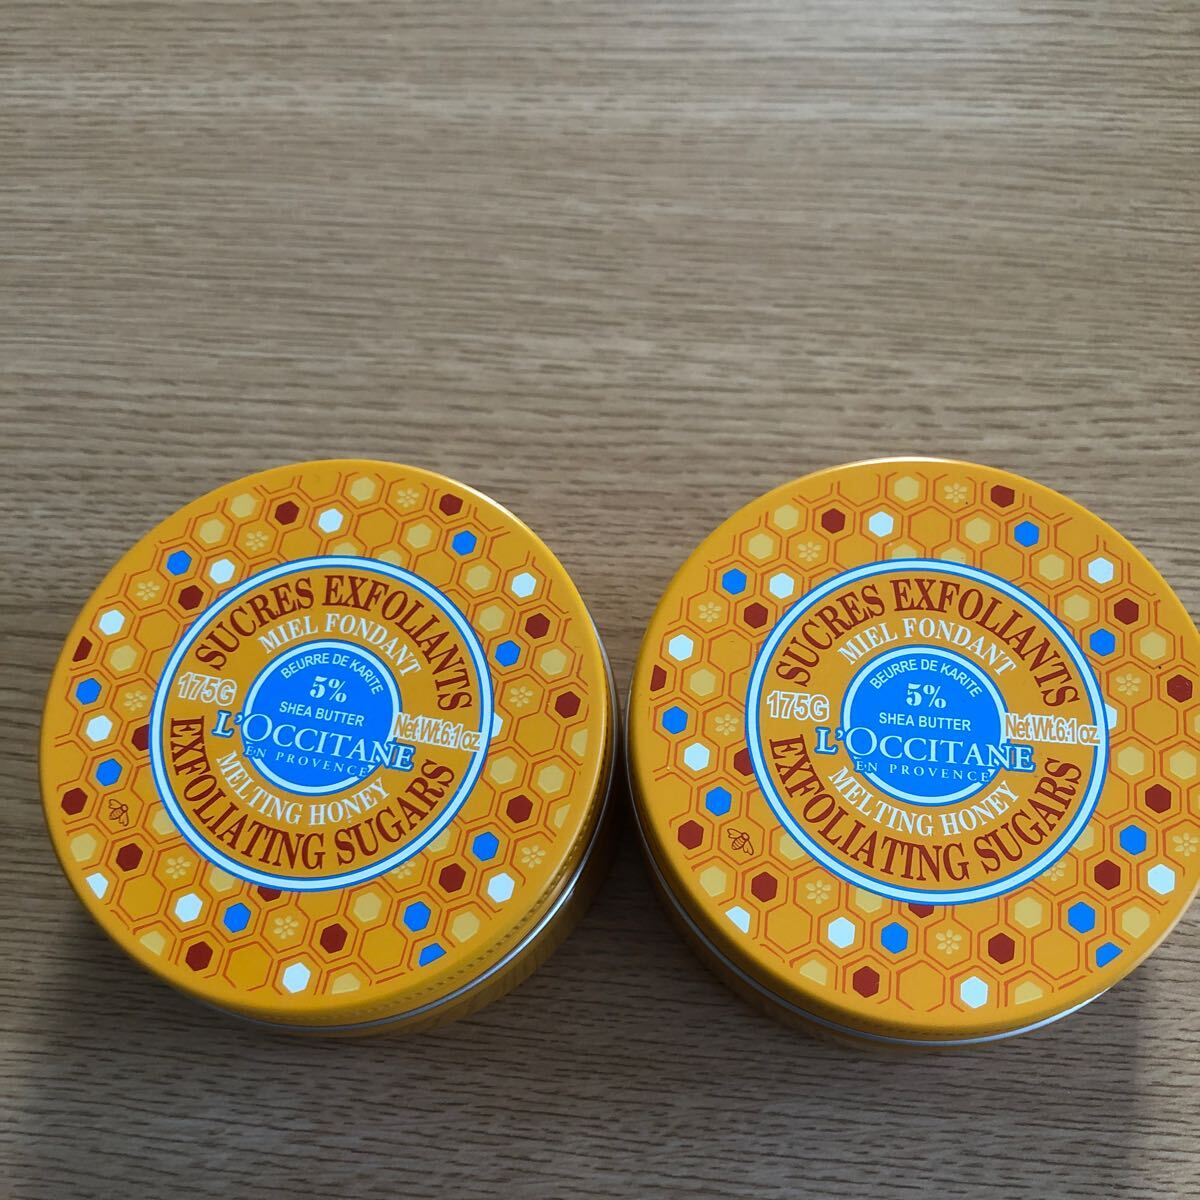 SUCRES EXFOLIANTS
MIEL FONDANT
BEURRE DE KARITE
5%
SHEA BUTTER
175G
Net Wt.6.1 oz
L'OCCITANE
EN PROVENCE
MELTING HONEY
EXFOLIATING SUGARS
SUCRES EXFOLIANTS
MIEL FONDANT
BEURRE DE KARITE
5%
SHEA BUTTER
175G
Net Wt.6.1 oz
L'OCCITANE
EN PROVENCE
MELTING HONEY
EXFOLIATING SUGARS